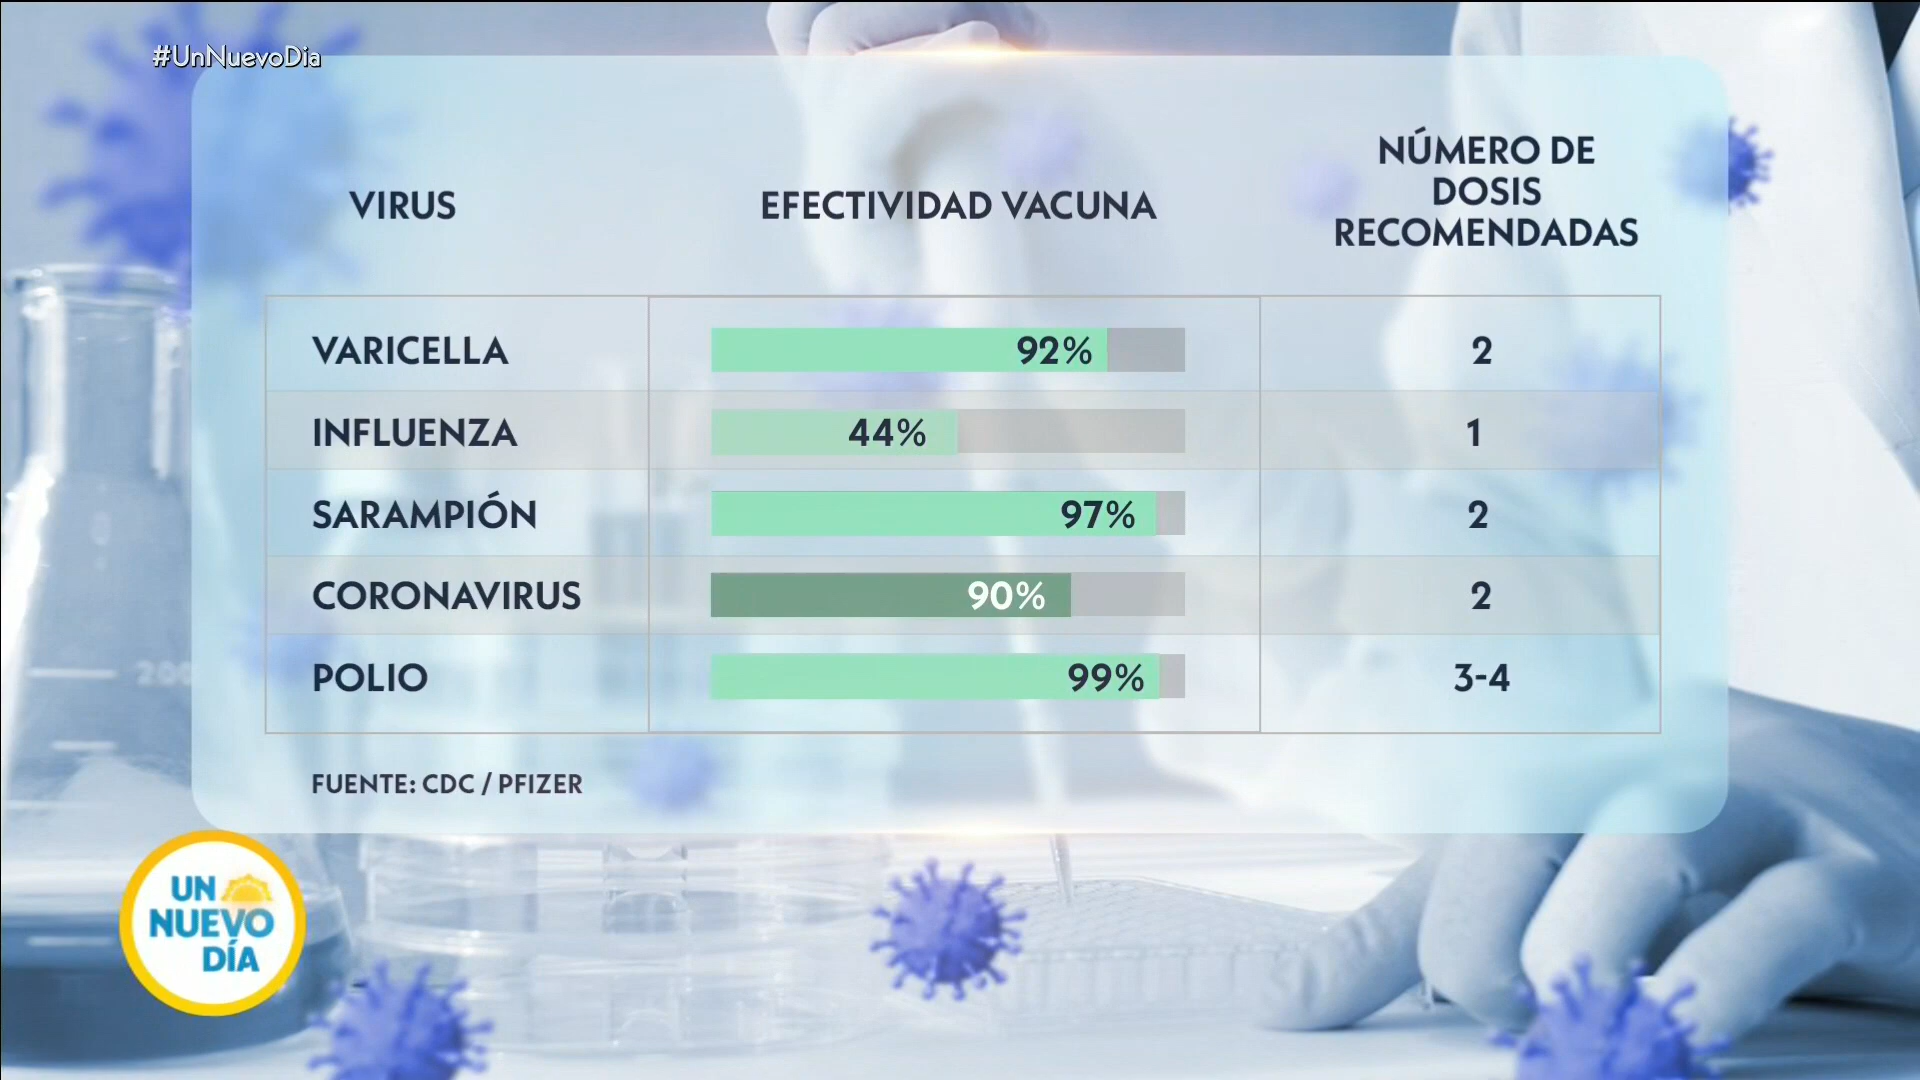 #UnNuevoDia
VIRUS
EFECTIVIDAD VACUNA
NÚMERO DE
DOSIS
RECOMENDADAS
VARICELLA 92% 2
INFLUENZA 44% 1
SARAMPIÓN 97% 2
CORONAVIRUS 90% 2
POLIO 99% 3-4
200
FUENTE: CDC / PFIZER
UN
NUEVO
DÍA